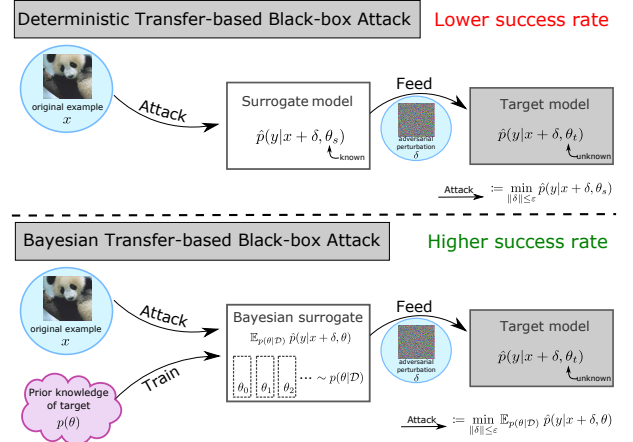 Deterministic Transfer-based Black-box Attack
Lower success rate
original example
x
Attack
Surrogate model
p̂(y|x + δ, θ_s)
known
Feed
adversarial
perturbation
δ
Target model
p̂(y|x + δ, θ_t)
unknown
Attack := min_{‖δ‖≤ε} p̂(y|x + δ, θ_s)
Bayesian Transfer-based Black-box Attack
Higher success rate
original example
x
Attack
Prior knowledge
of target
p(θ)
Train
Bayesian surrogate
𝔼_{p(θ|𝒟)} p̂(y|x + δ, θ)
θ_0 θ_1 θ_2 ··· ∼ p(θ|𝒟)
Feed
adversarial
perturbation
δ
Target model
p̂(y|x + δ, θ_t)
unknown
Attack := min_{‖δ‖≤ε} 𝔼_{p(θ|𝒟)} p̂(y|x + δ, θ)